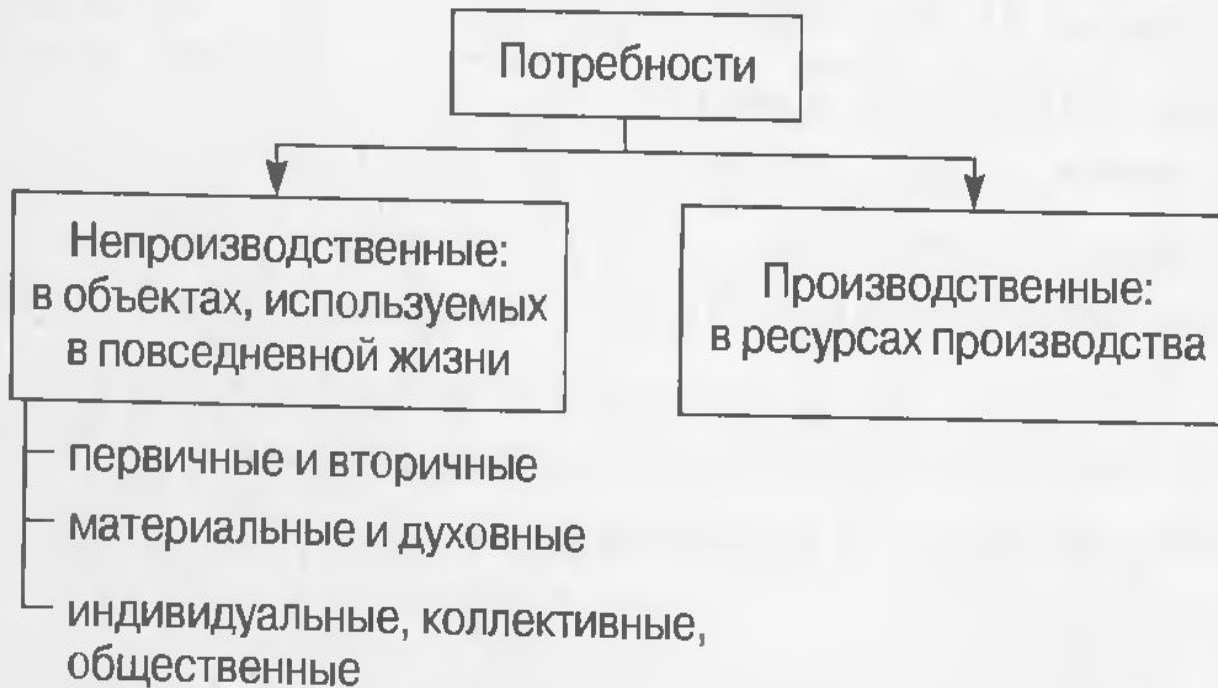 Потребности
Непроизводственные:
в объектах, используемых
в повседневной жизни
Производственные:
в ресурсах производства
первичные и вторичные
материальные и духовные
индивидуальные, коллективные,
общественные